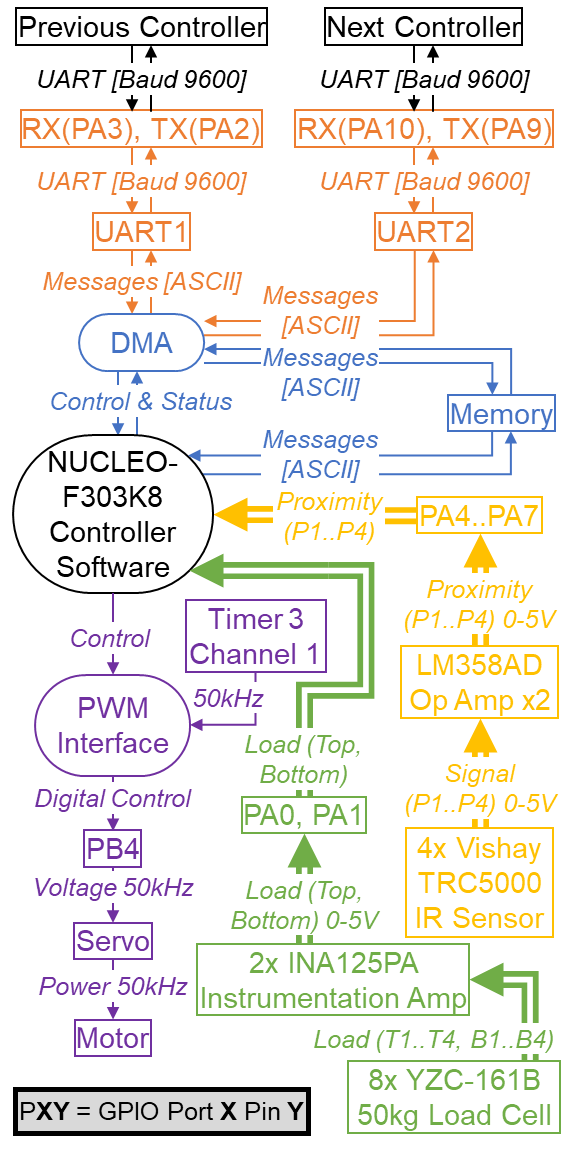 Previous Controller
Next Controller
UART [Baud 9600]
UART [Baud 9600]
RX(PA3), TX(PA2)
RX(PA10), TX(PA9)
UART [Baud 9600]
UART [Baud 9600]
UART1
UART2
Messages [ASCII]
Messages
[ASCII]
DMA
Messages
[ASCII]
Control & Status
Memory
Messages
[ASCII]
NUCLEO-
F303K8
Controller
Software
Proximity
(P1..P4)
PA4..PA7
Proximity
(P1..P4) 0-5V
Control
Timer 3
Channel 1
LM358AD
Op Amp x2
50kHz
PWM
Interface
Load (Top,
Bottom)
Signal
(P1..P4) 0-5V
Digital Control
PA0, PA1
PB4
4x Vishay
TRC5000
IR Sensor
Voltage 50kHz
Load (Top,
Bottom) 0-5V
Servo
2x INA125PA
Instrumentation Amp
Power 50kHz
Motor
Load (T1..T4, B1..B4)
8x YZC-161B
50kg Load Cell
PXY = GPIO Port X Pin Y